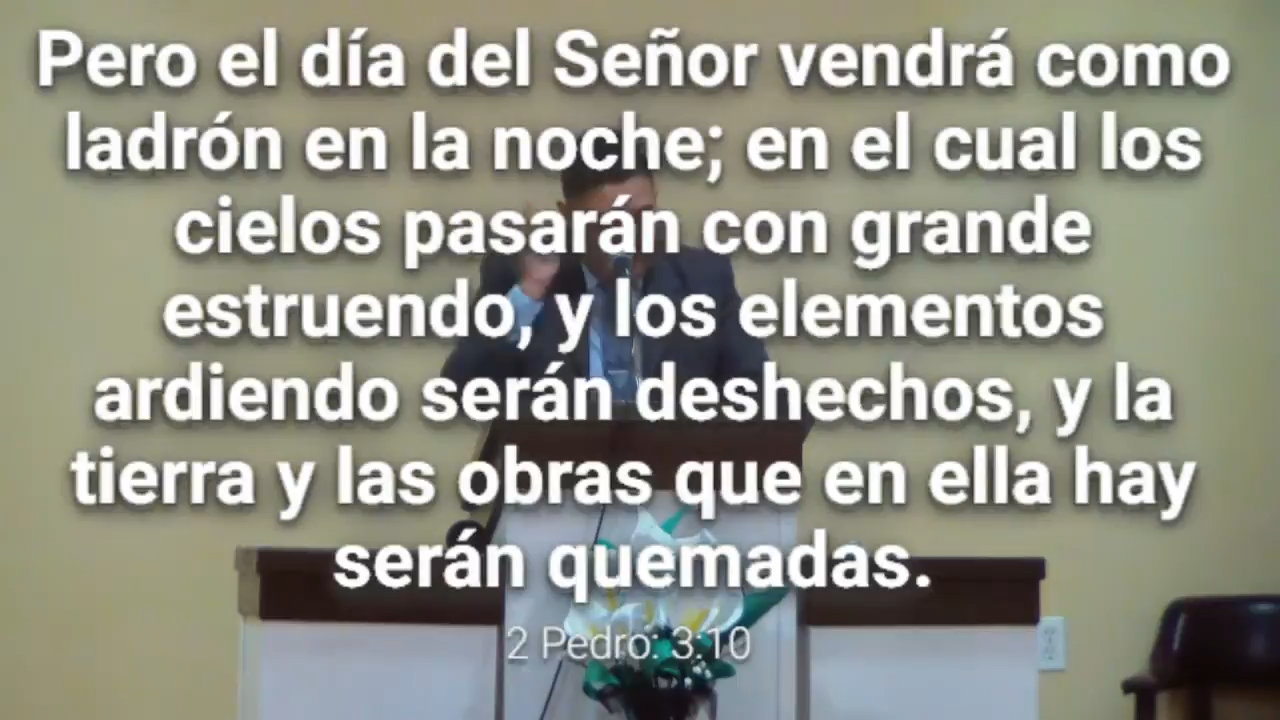 Pero el día del Señor vendrá como
ladrón en la noche; en el cual los
cielos pasarán con grande
estruendo, y los elementos
ardiendo serán deshechos, y la
tierra y las obras que en ella hay
serán quemadas.
2 Pedro: 3:10